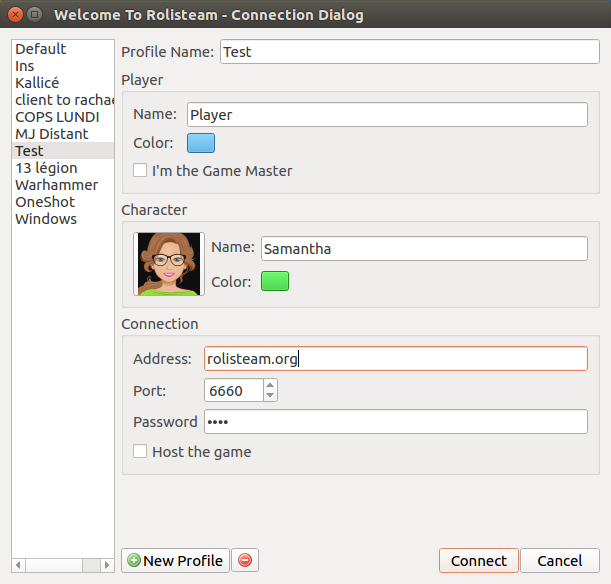 Welcome To Rolisteam - Connection Dialog
Default
Ins
Kallicé
client to rachae
COPS LUNDI
MJ Distant
Test
13 légion
Warhammer
OneShot
Windows
Profile Name: Test
Player
Name: Player
Color:
I'm the Game Master
Character
Name: Samantha
Color:
Connection
Address: rolisteam.org
Port: 6660
Password ••••
Host the game
New Profile
Connect
Cancel